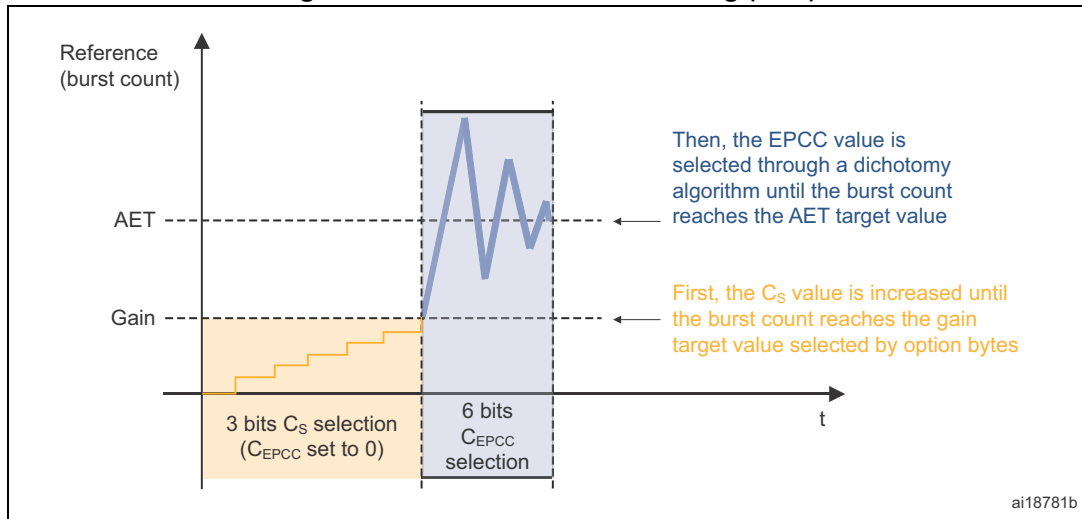 Reference
(burst count)
Then, the EPCC value is
selected through a dichotomy
algorithm until the burst count
reaches the AET target value
AET
First, the CS value is increased until
the burst count reaches the gain
target value selected by option bytes
Gain
3 bits CS selection
(CEPCC set to 0)
6 bits
CEPCC
selection
t
ai18781b